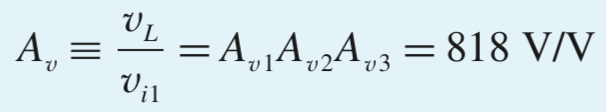 A_v ≡ v_L / v_i1 = A_v1 A_v2 A_v3 = 818 V/V